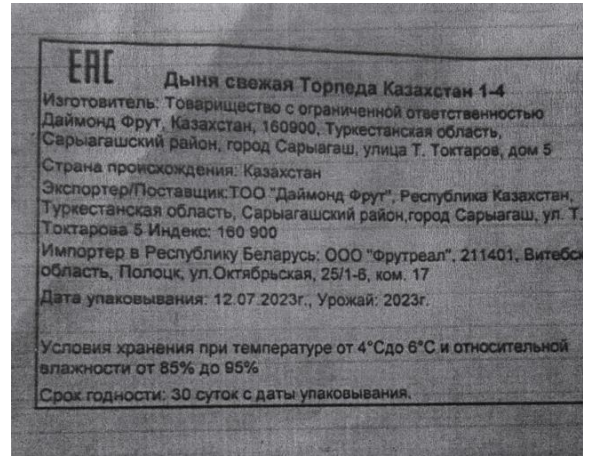 ЕАС
Дыня свежая Торпеда Казахстан 1-4
Изготовитель: Товарищество с ограниченной ответственностью
Даймонд Фрут, Казахстан, 160900, Туркестанская область,
Сарыагашский район, город Сарыагаш, улица Т. Токтаров, дом 5
Страна происхождения: Казахстан
Экспортер/Поставщик:ТОО "Даймонд Фрут", Республика Казахстан,
Туркестанская область, Сарыагашский район,город Сарыагаш, ул. Т.
Токтарова 5 Индекс: 160 900
Импортер в Республику Беларусь: ООО "Фрутреал", 211401, Витебск
область, Полоцк, ул.Октябрьская, 25/1-6, ком. 17
Дата упаковывания: 12.07.2023г., Урожай: 2023г.
Условия хранения при температуре от 4°Сдо 6°С и относительной
влажности от 85% до 95%
Срок годности: 30 суток с даты упаковывания.